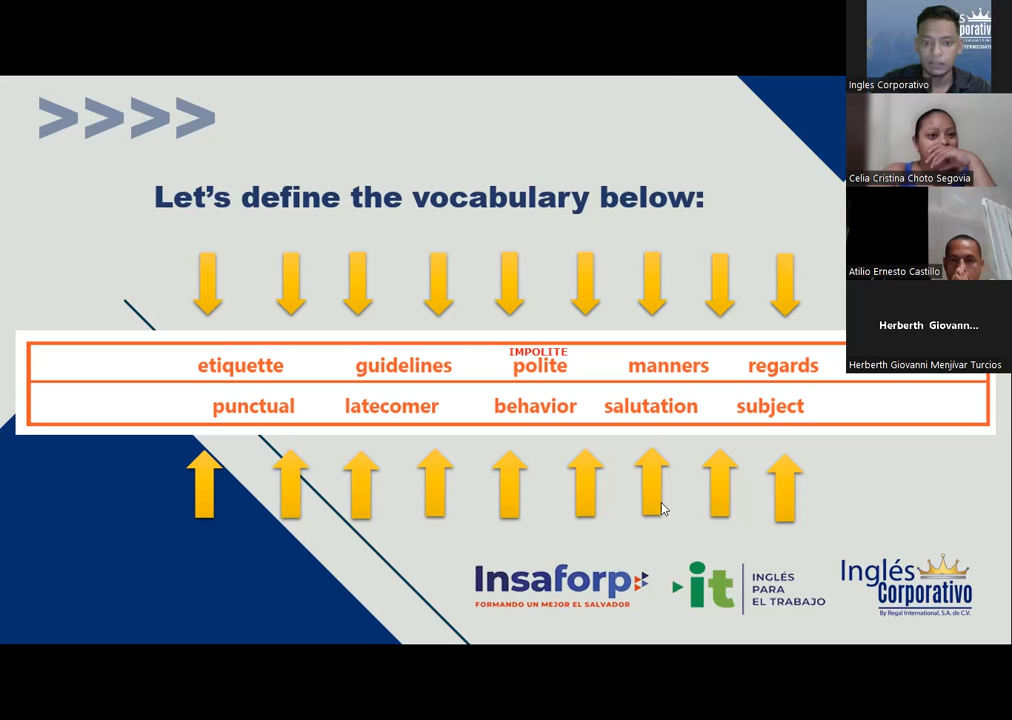 >>>>
Let's define the vocabulary below:
IMPOLITE
etiquette guidelines polite manners regards
punctual latecomer behavior salutation subject
Insaforp
FORMANDO UN MEJOR EL SALVADOR
it
INGLÉS
PARA
EL TRABAJO
Inglés
Corporativo
By Regal International, S.A. de C.V.
Ingles Corporativo
Celia Cristina Choto Segovia
Atilio Ernesto Castillo
Herberth Giovann...
Herberth Giovanni Menjívar Turcios